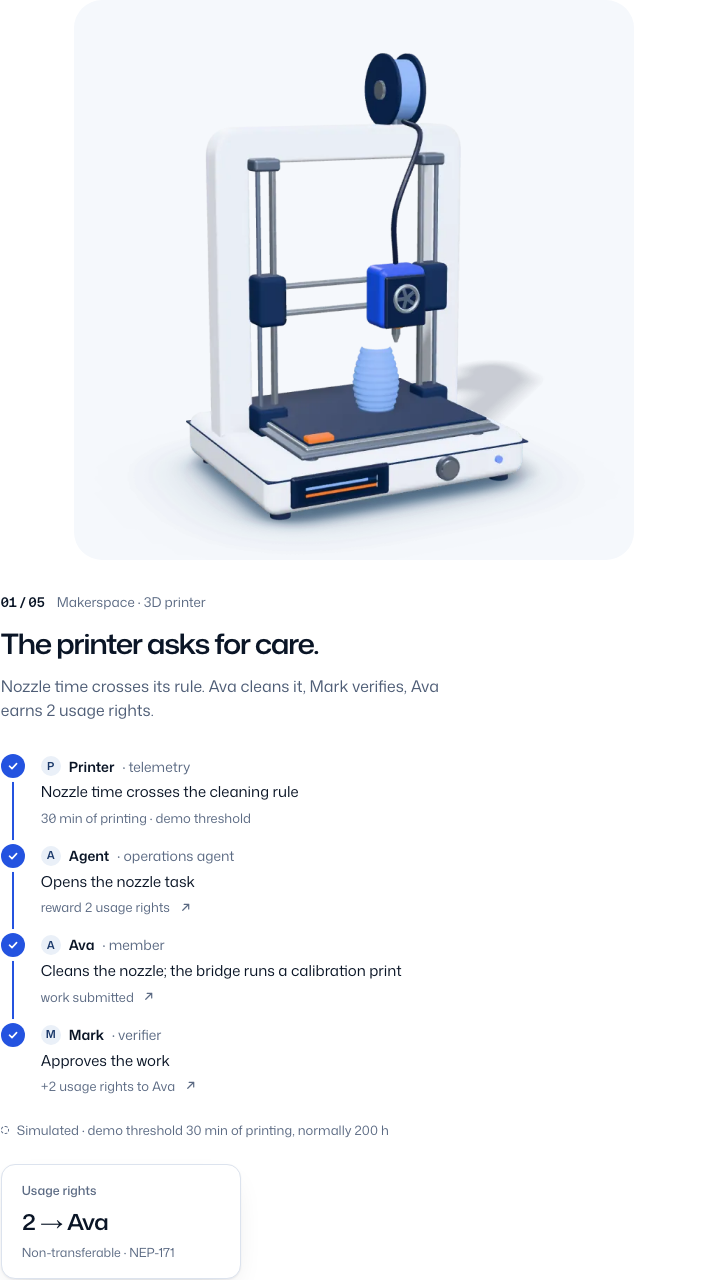 01 / 05 Makerspace · 3D printer
The printer asks for care.
Nozzle time crosses its rule. Ava cleans it, Mark verifies, Ava
earns 2 usage rights.
P Printer · telemetry
Nozzle time crosses the cleaning rule
30 min of printing · demo threshold
A Agent · operations agent
Opens the nozzle task
reward 2 usage rights ↗
A Ava · member
Cleans the nozzle; the bridge runs a calibration print
work submitted ↗
M Mark · verifier
Approves the work
+2 usage rights to Ava ↗
Simulated · demo threshold 30 min of printing, normally 200 h
Usage rights
2 → Ava
Non-transferable · NEP-171